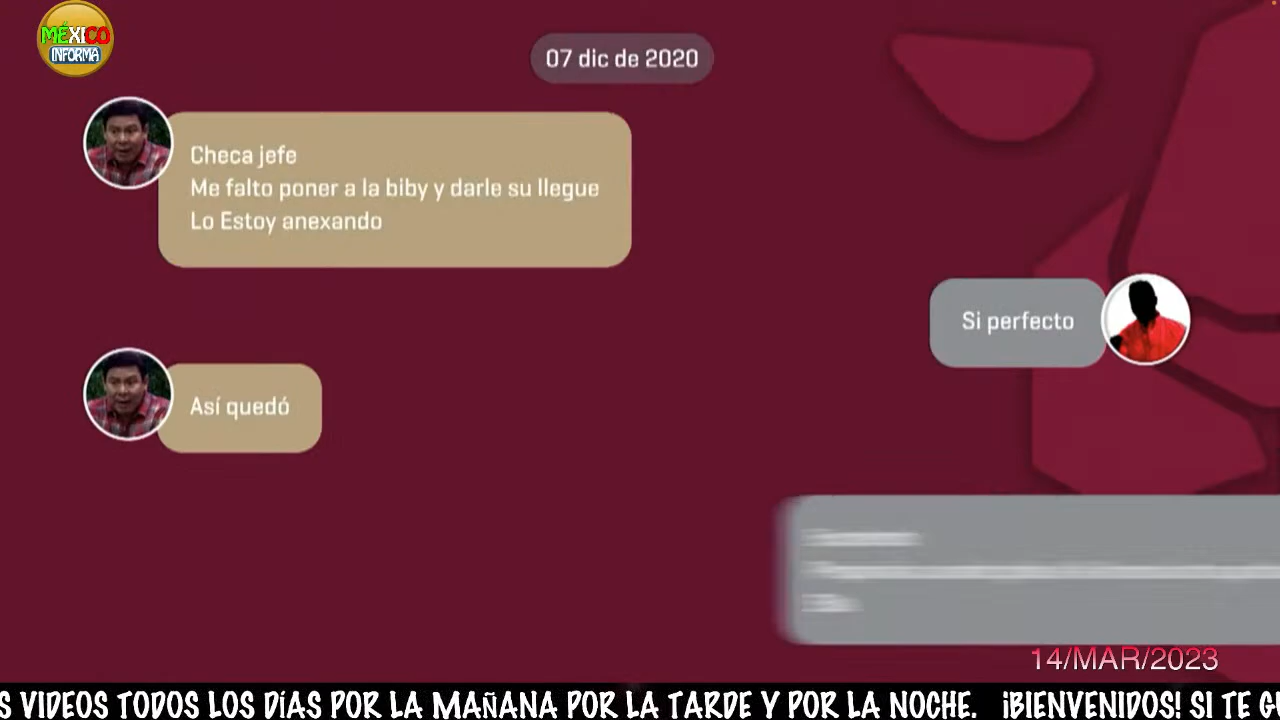 MÉXICO
INFORMA
07 dic de 2020
Checa jefe
Me falto poner a la biby y darle su llegue
Lo Estoy anexando
Si perfecto
Así quedó
14/MAR/2023
S VIDEOS TODOS LOS DÍAS POR LA MAÑANA POR LA TARDE Y POR LA NOCHE. ¡BIENVENIDOS! SI TE